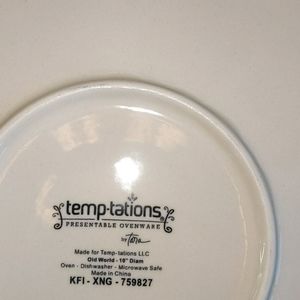 temp-tations®
PRESENTABLE OVENWARE
by Tara
Made for Temp-tations LLC
Old World - 10" Diam
Oven - Dishwasher - Microwave Safe
Made in China
KFI - XNG - 759827